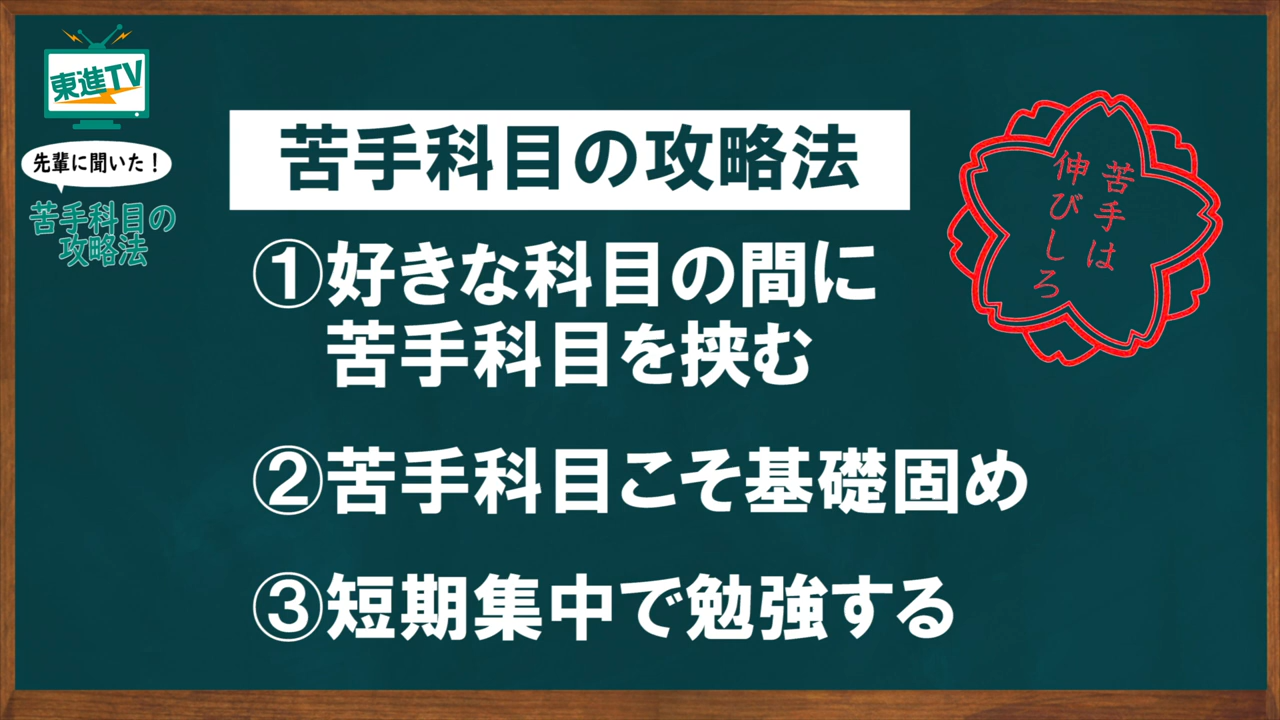 東進TV
先輩に聞いた！
苦手科目の
攻略法
苦手科目の攻略法
①好きな科目の間に
苦手科目を挟む
②苦手科目こそ基礎固め
③短期集中で勉強する
苦手は
伸びしろ